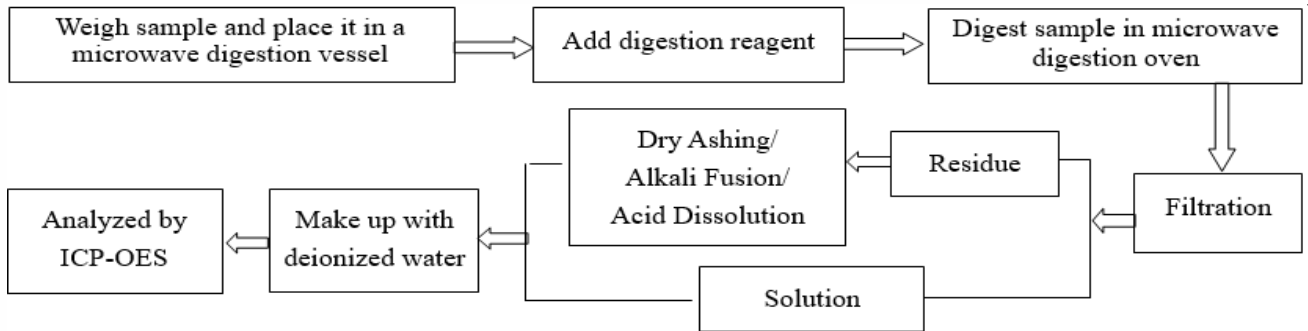 Weigh sample and place it in a
microwave digestion vessel
Add digestion reagent
Digest sample in microwave
digestion oven
Filtration
Residue
Dry Ashing/
Alkali Fusion/
Acid Dissolution
Solution
Make up with
deionized water
Analyzed by
ICP-OES